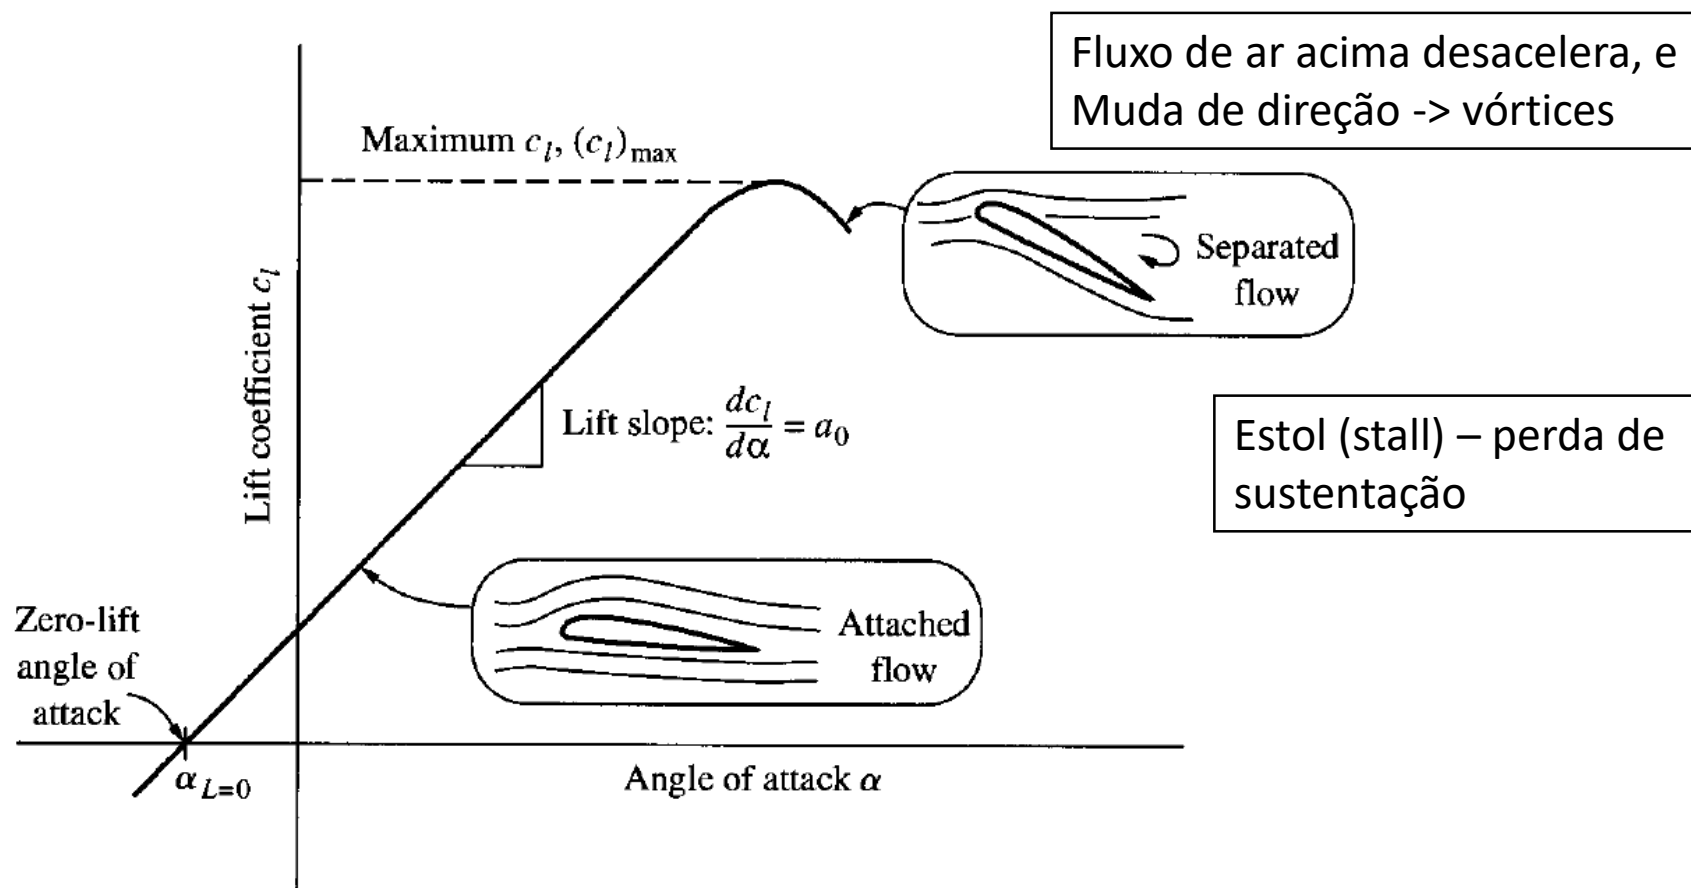 Fluxo de ar acima desacelera, e
Muda de direção -> vórtices
Maximum c_l, (c_l)_max
Separated
flow
Lift coefficient c_l
Lift slope: dc_l/dα = a_0
Estol (stall) – perda de
sustentação
Zero-lift
angle of
attack
Attached
flow
α_L=0
Angle of attack α